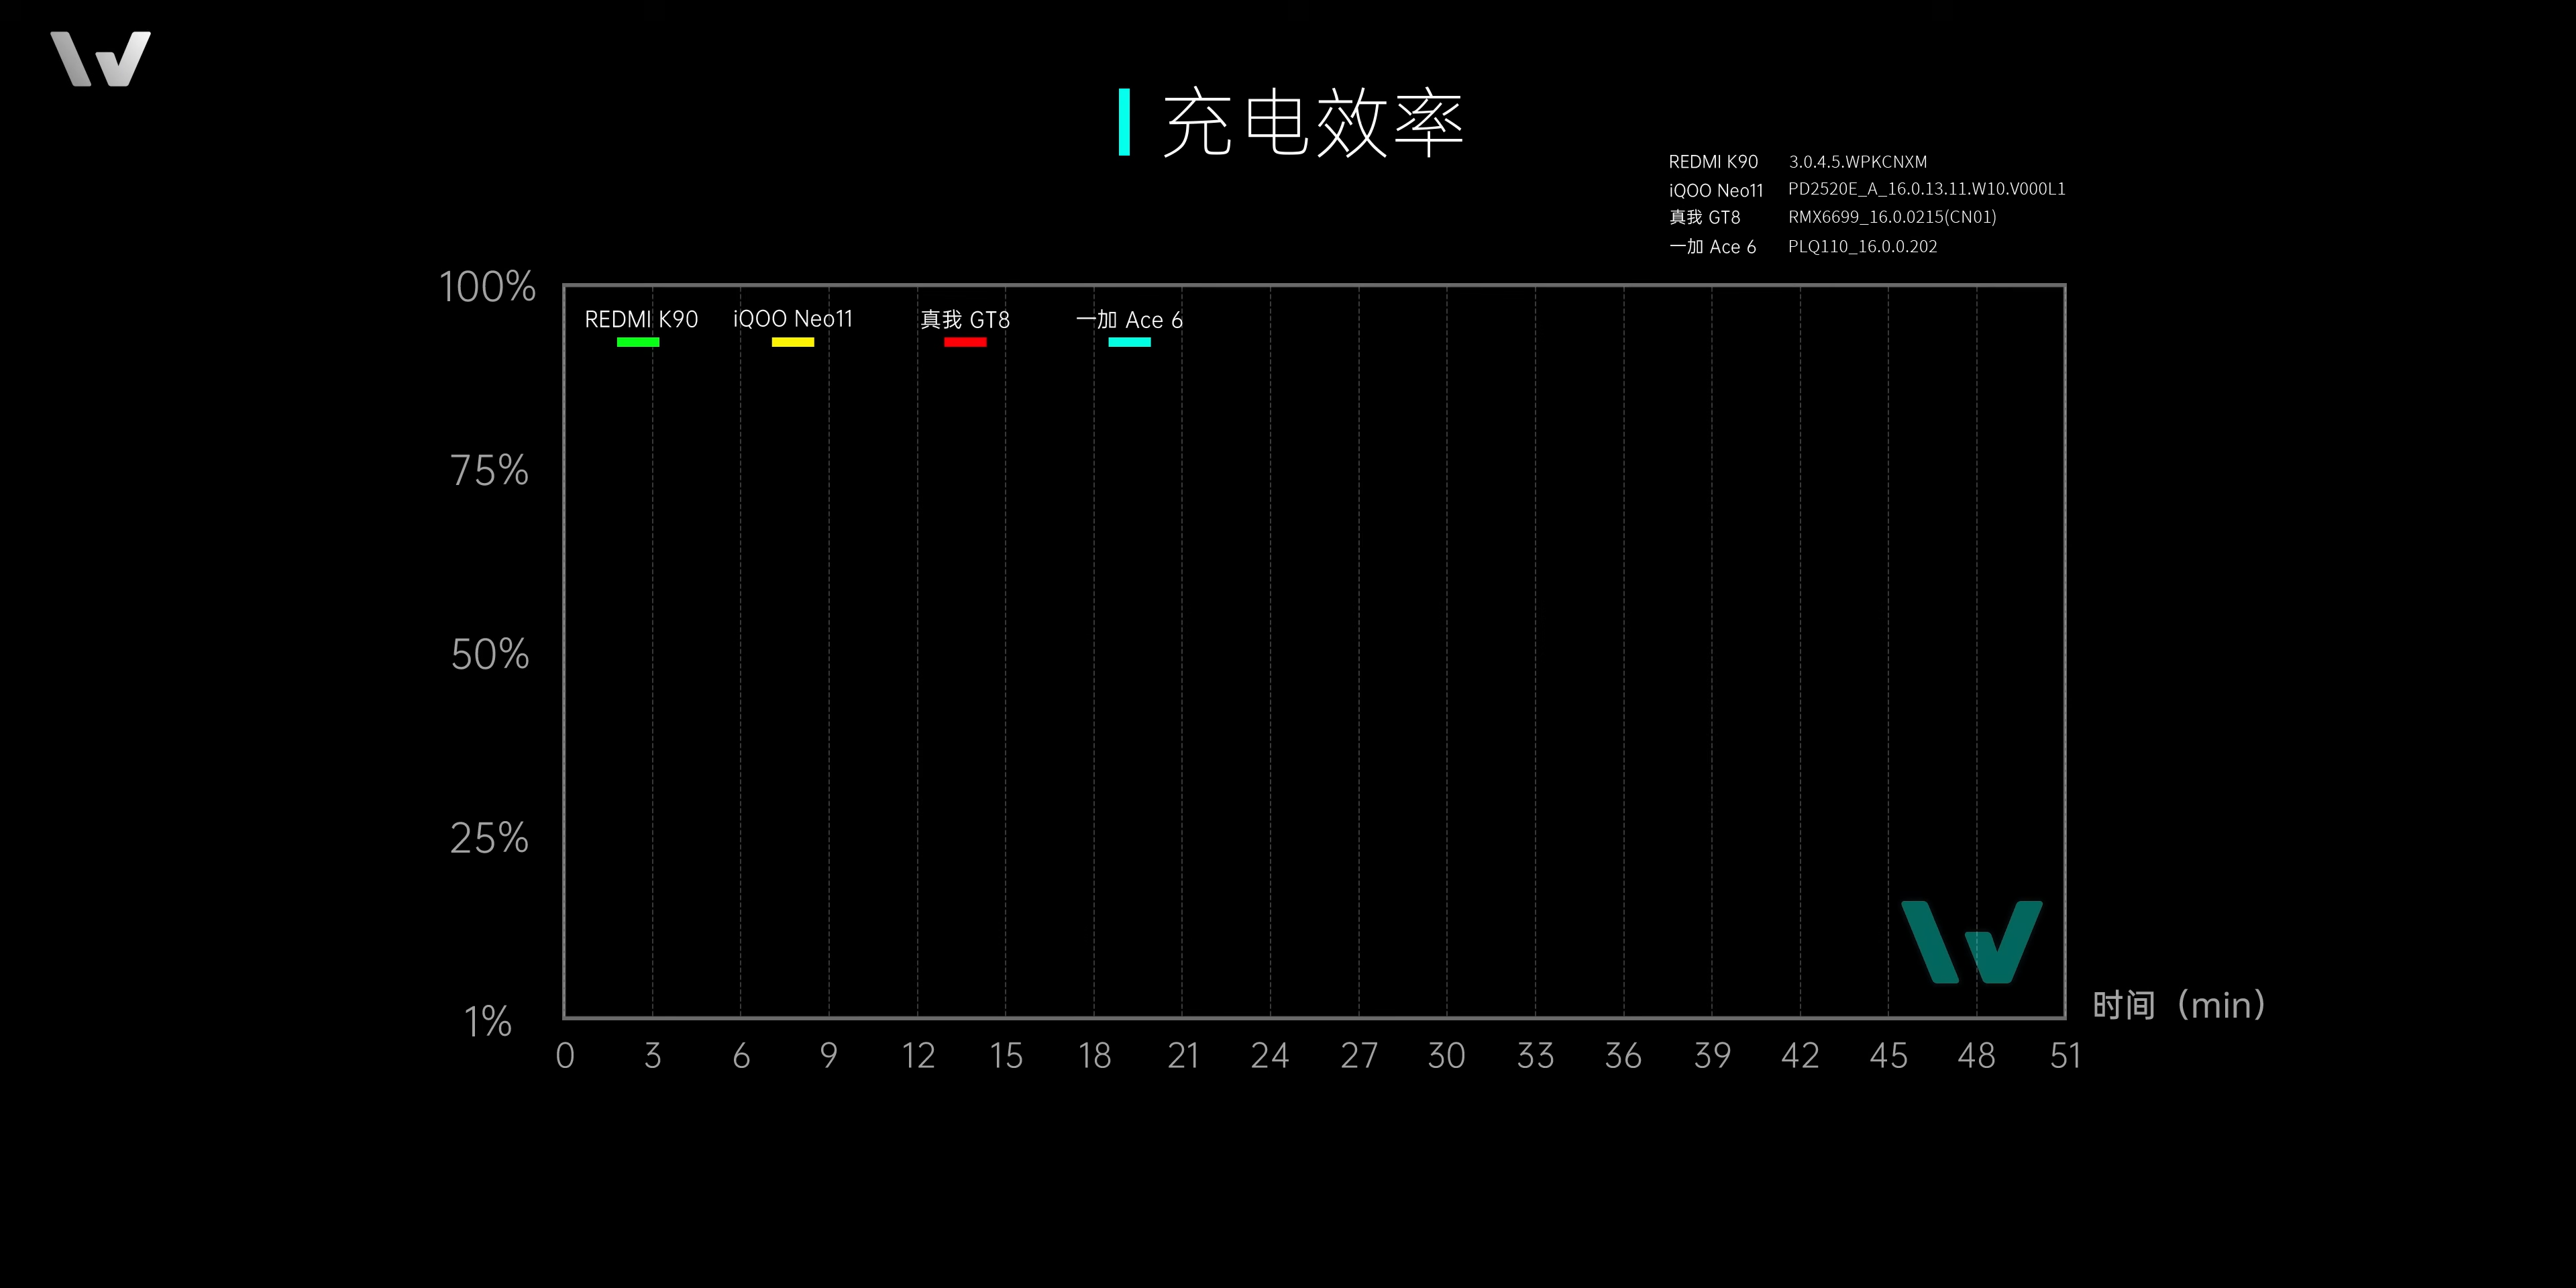 充电效率
REDMI K90 3.0.4.5.WPKCNXM
iQOO Neo11 PD2520E_A_16.0.13.11.W10.V000L1
真我 GT8 RMX6699_16.0.0215(CN01)
一加 Ace 6 PLQ110_16.0.0.202
100%
REDMI K90 iQOO Neo11 真我 GT8 一加 Ace 6
75%
50%
25%
1%
时间（min）
0 3 6 9 12 15 18 21 24 27 30 33 36 39 42 45 48 51